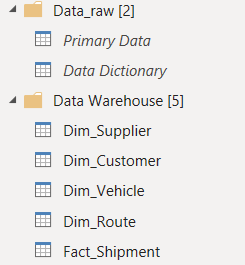 Data_raw [2]
Primary Data
Data Dictionary
Data Warehouse [5]
Dim_Supplier
Dim_Customer
Dim_Vehicle
Dim_Route
Fact_Shipment